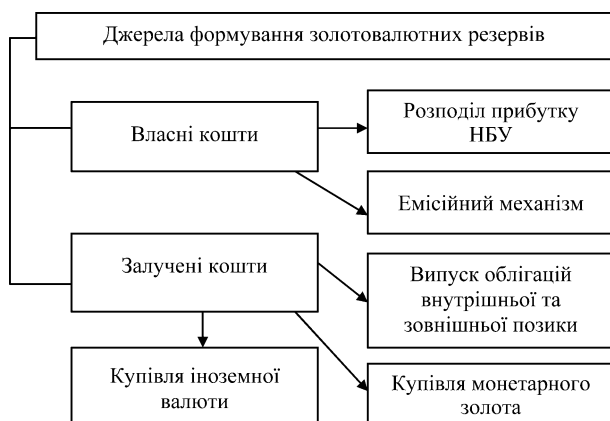 Джерела формування золотовалютних резервів
Власні кошти
Розподіл прибутку
НБУ
Емісійний механізм
Залучені кошти
Випуск облігацій
внутрішньої та
зовнішньої позики
Купівля іноземної
валюти
Купівля монетарного
золота